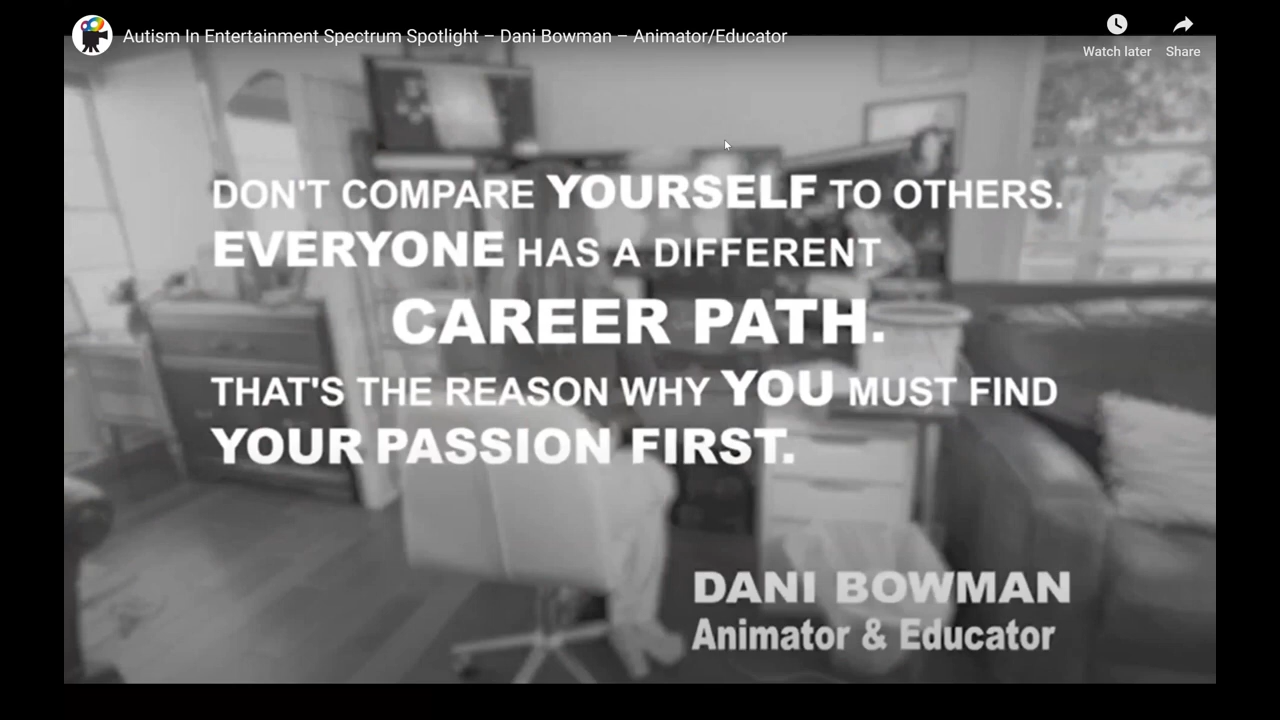 Autism In Entertainment Spectrum Spotlight – Dani Bowman – Animator/Educator
Watch later
Share
DON'T COMPARE YOURSELF TO OTHERS.
EVERYONE HAS A DIFFERENT
CAREER PATH.
THAT'S THE REASON WHY YOU MUST FIND
YOUR PASSION FIRST.
DANI BOWMAN
Animator & Educator